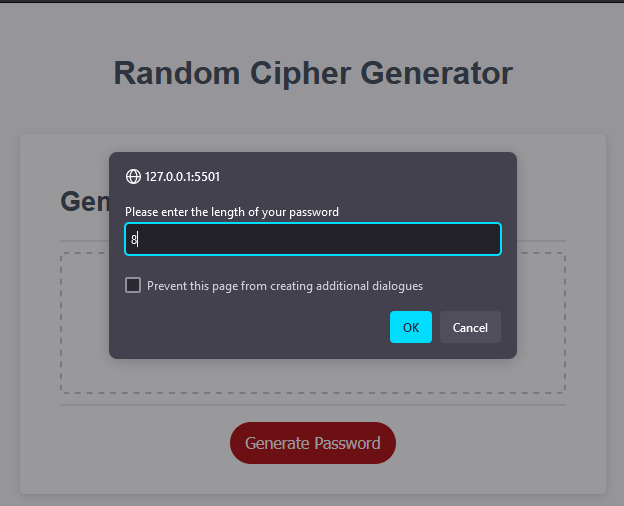 Random Cipher Generator
127.0.0.1:5501
Gen
Please enter the length of your password
8
Prevent this page from creating additional dialogues
OK Cancel
Generate Password